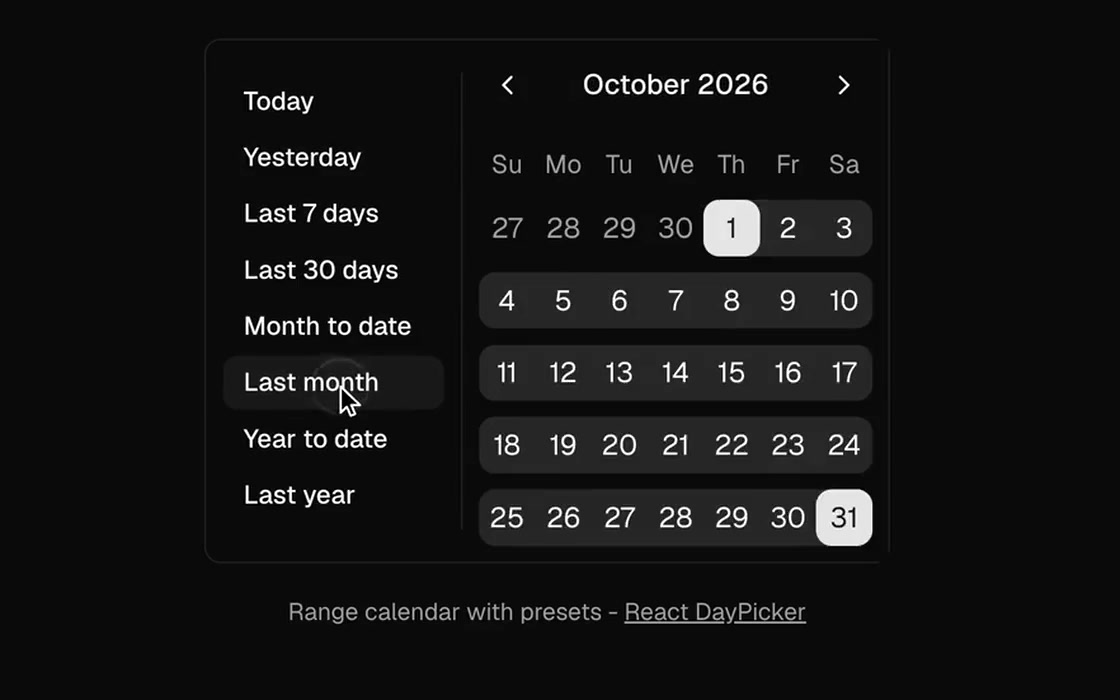 Today
Yesterday
Last 7 days
Last 30 days
Month to date
Last month
Year to date
Last year
October 2026
Su Mo Tu We Th Fr Sa
27 28 29 30 1 2 3
4 5 6 7 8 9 10
11 12 13 14 15 16 17
18 19 20 21 22 23 24
25 26 27 28 29 30 31
Range calendar with presets - React DayPicker